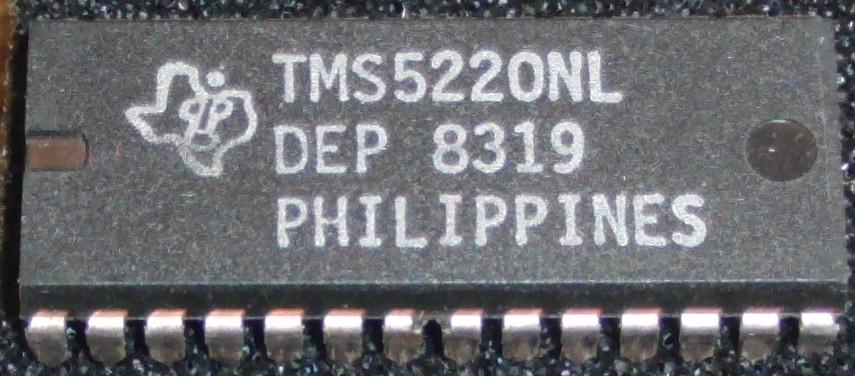 TMS5220NL
DEP 8319
PHILIPPINES